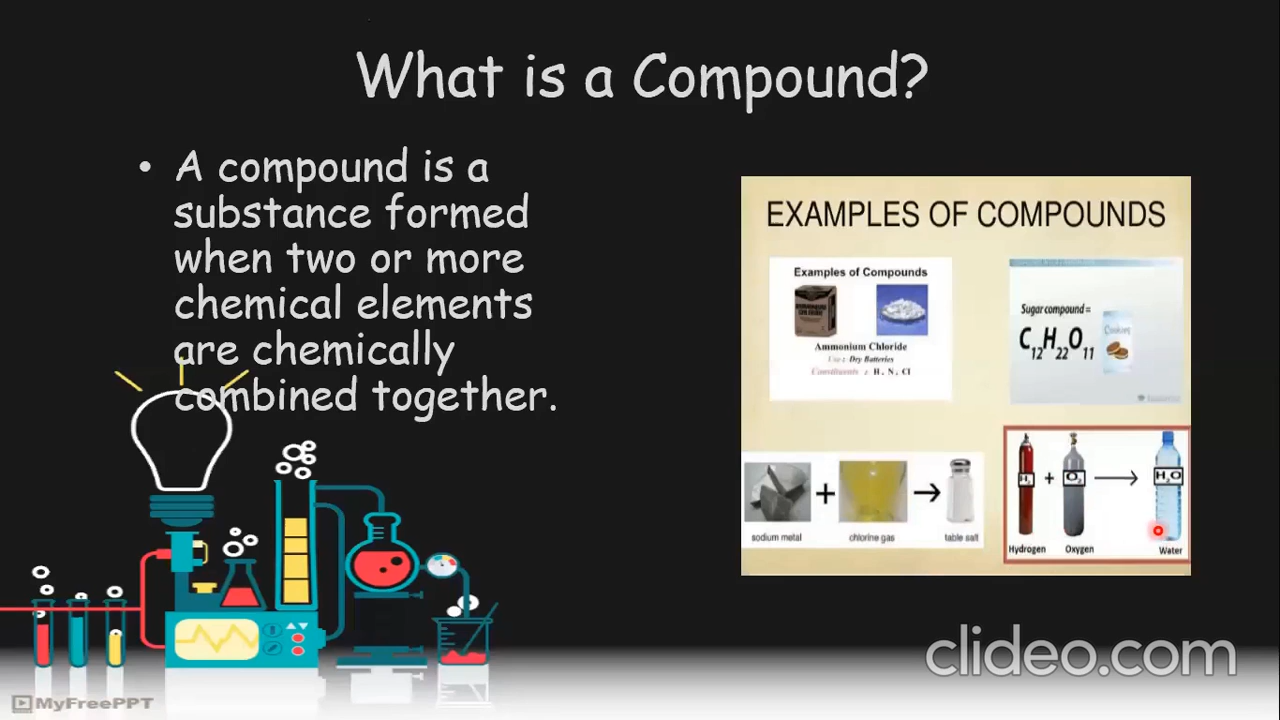 What is a Compound?
• A compound is a
substance formed
when two or more
chemical elements
are chemically
combined together.
EXAMPLES OF COMPOUNDS
Examples of Compounds
Ammonium Chloride
Use : Dry Batteries
Constituents : H, N, Cl
Sugar compound =
C12H22O11
Cookies
sodium metal
+
chlorine gas
→
table salt
H2
+
O2
→
H2O
Hydrogen
Oxygen
Water
clideo.com
MyFreePPT